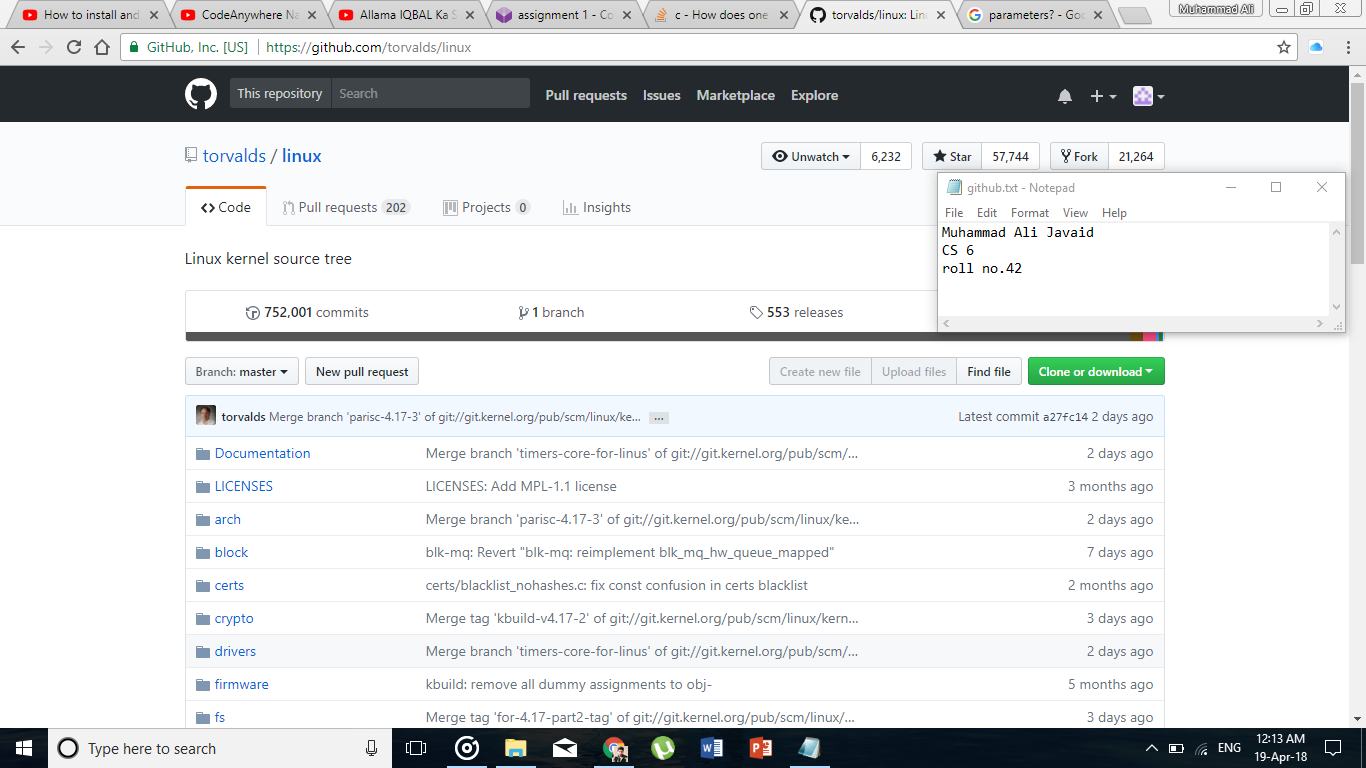 How to install and
CodeAnywhere Na
Allama IQBAL Ka S
assignment 1 - Co
c - How does one
torvalds/linux: Lin
parameters? - Goo
Muhammad Ali
GitHub, Inc. [US] https://github.com/torvalds/linux
This repository Search Pull requests Issues Marketplace Explore
torvalds / linux
Unwatch 6,232 Star 57,744 Fork 21,264
Code Pull requests 202 Projects 0 Insights
Linux kernel source tree
752,001 commits 1 branch 553 releases
github.txt - Notepad
File Edit Format View Help
Muhammad Ali Javaid
CS 6
roll no.42
Branch: master New pull request Create new file Upload files Find file Clone or download
torvalds Merge branch 'parisc-4.17-3' of git://git.kernel.org/pub/scm/linux/ke... ... Latest commit a27fc14 2 days ago
Documentation Merge branch 'timers-core-for-linus' of git://git.kernel.org/pub/scm/... 2 days ago
LICENSES LICENSES: Add MPL-1.1 license 3 months ago
arch Merge branch 'parisc-4.17-3' of git://git.kernel.org/pub/scm/linux/ke... 2 days ago
block blk-mq: Revert "blk-mq: reimplement blk_mq_hw_queue_mapped" 7 days ago
certs certs/blacklist_nohashes.c: fix const confusion in certs blacklist 2 months ago
crypto Merge tag 'kbuild-v4.17-2' of git://git.kernel.org/pub/scm/linux/kern... 3 days ago
drivers Merge branch 'timers-core-for-linus' of git://git.kernel.org/pub/scm/... 2 days ago
firmware kbuild: remove all dummy assignments to obj- 5 months ago
fs Merge tag 'for-4.17-part2-tag' of git://git.kernel.org/pub/scm/linux/... 3 days ago
Type here to search
ENG
12:13 AM
19-Apr-18